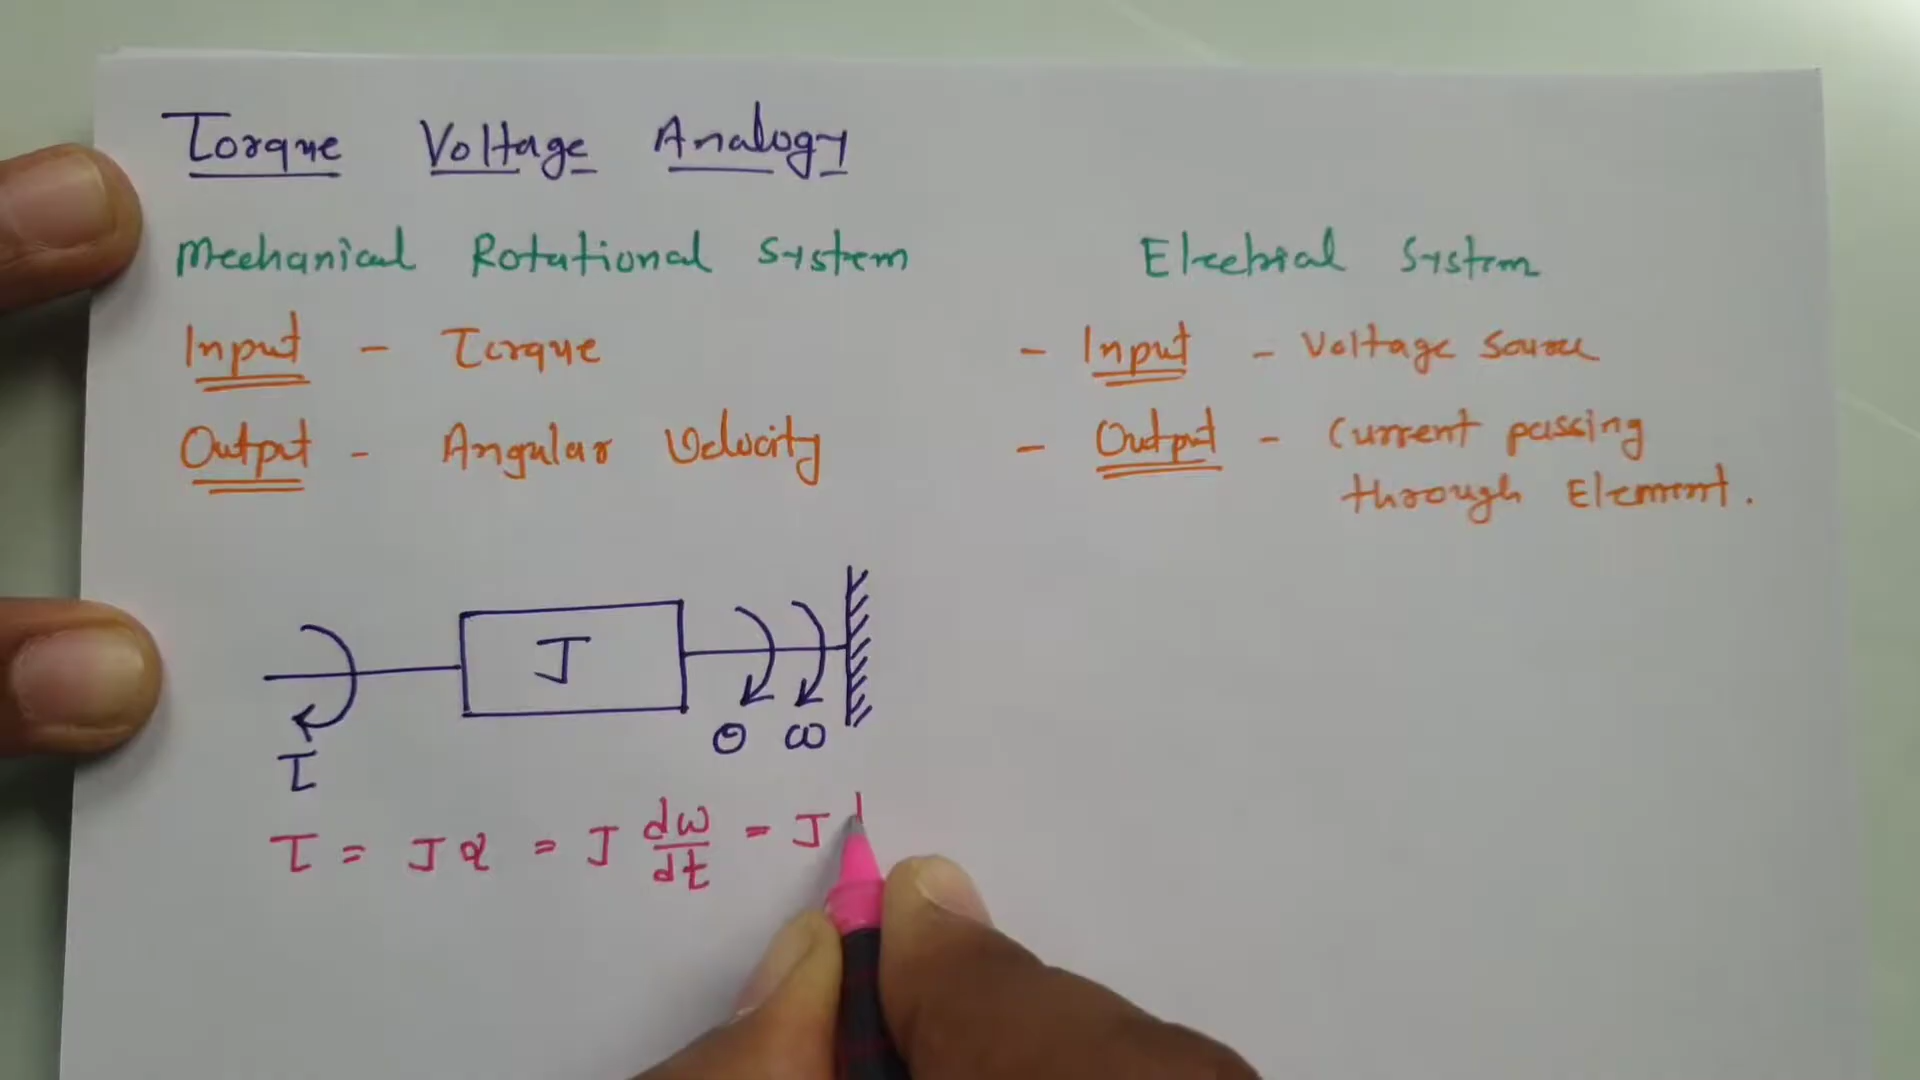 Torque Voltage Analogy
Mechanical Rotational System
Electrical System
Input - Torque
- Input - Voltage Source
Output - Angular Velocity
- Output - Current passing
through Element.
J
θ ω
T
T = Jα = J dω/dt = J d